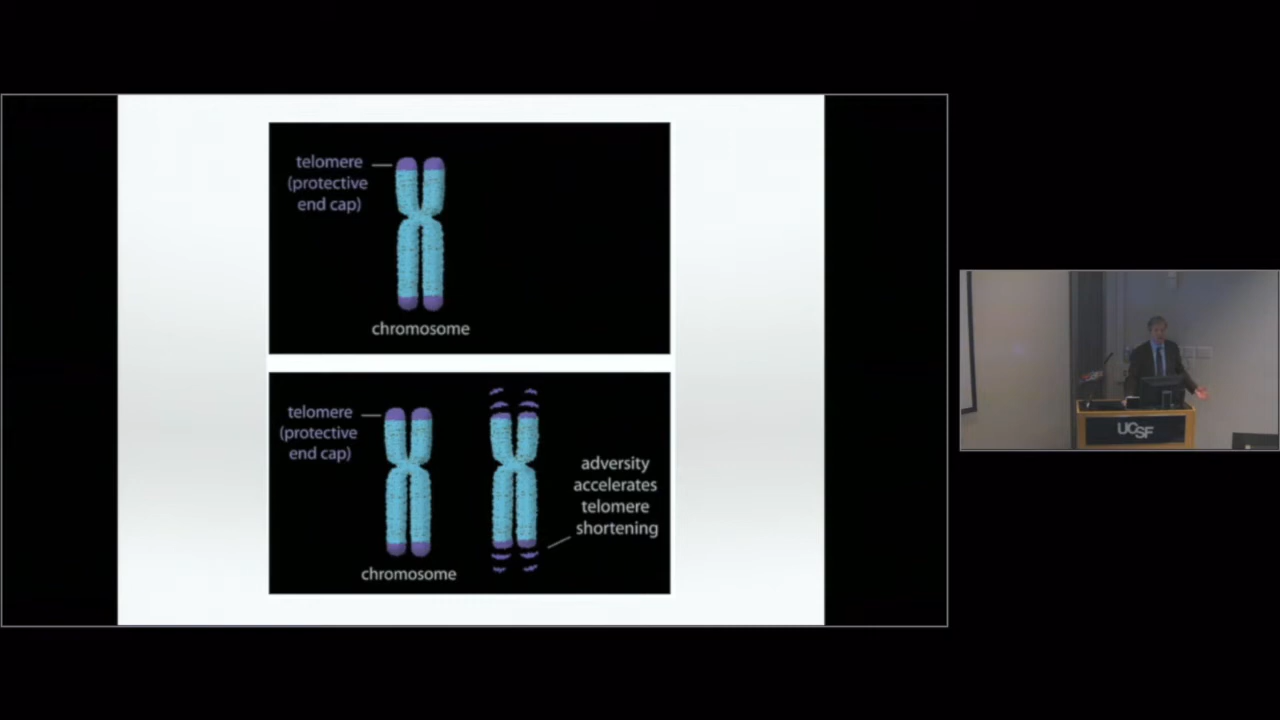 telomere
(protective
end cap)
chromosome
telomere
(protective
end cap)
adversity
accelerates
telomere
shortening
chromosome
UCSF